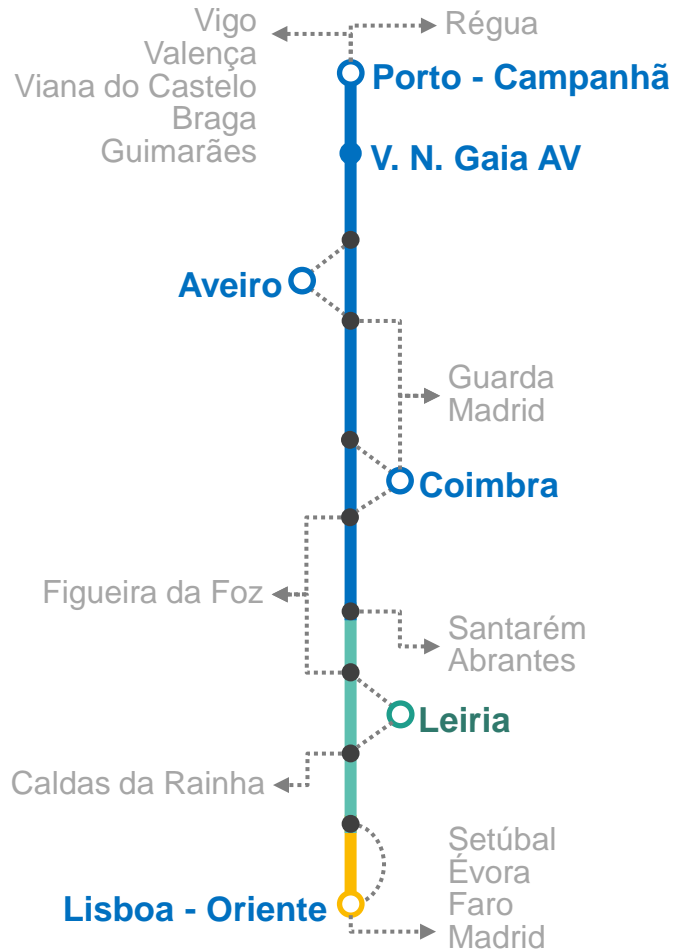 Vigo
Valença
Viana do Castelo
Braga
Guimarães
Régua
Porto - Campanhã
V. N. Gaia AV
Aveiro
Guarda
Madrid
Coimbra
Figueira da Foz
Santarém
Abrantes
Leiria
Caldas da Rainha
Setúbal
Évora
Faro
Madrid
Lisboa - Oriente